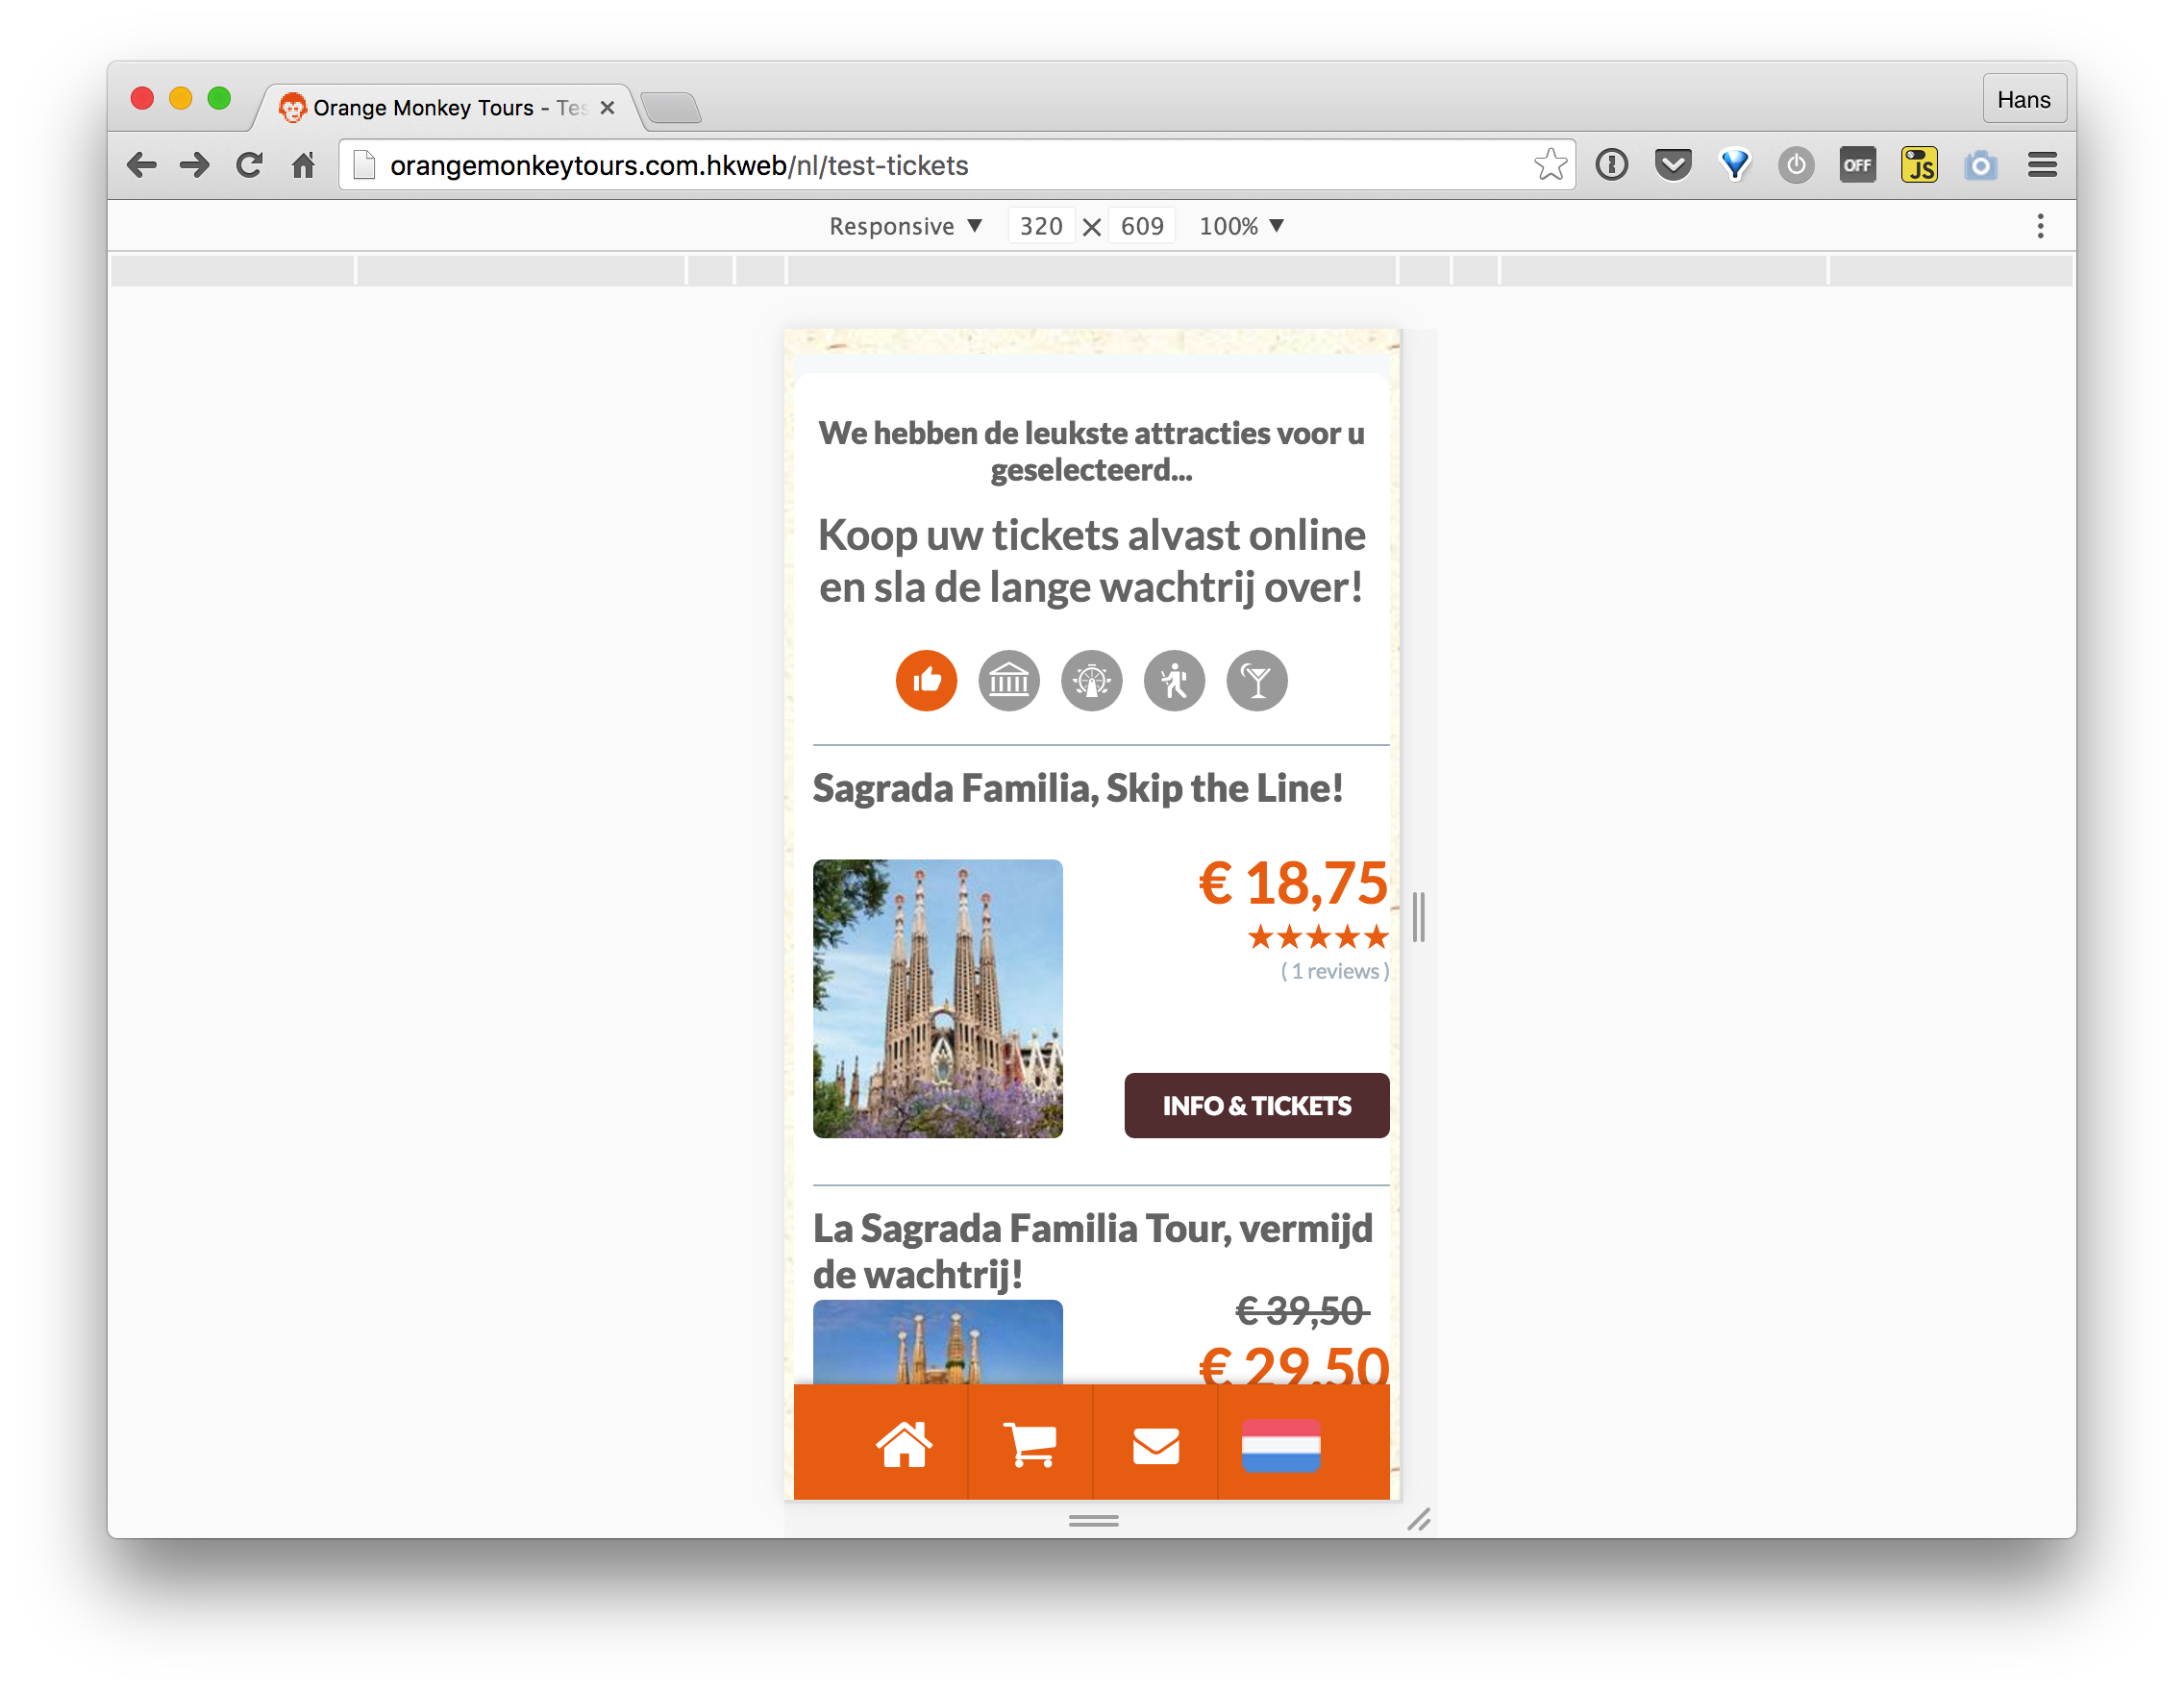 Orange Monkey Tours - Tes
Hans
orangemonkeytours.com.hkweb/nl/test-tickets
OFF
JS
Responsive ▼ 320 × 609 100% ▼
We hebben de leukste attracties voor u
geselecteerd...
Koop uw tickets alvast online
en sla de lange wachtrij over!
Sagrada Familia, Skip the Line!
€ 18,75
★★★★★
( 1 reviews )
INFO & TICKETS
La Sagrada Familia Tour, vermijd
de wachtrij!
€ 39,50
€ 29,50